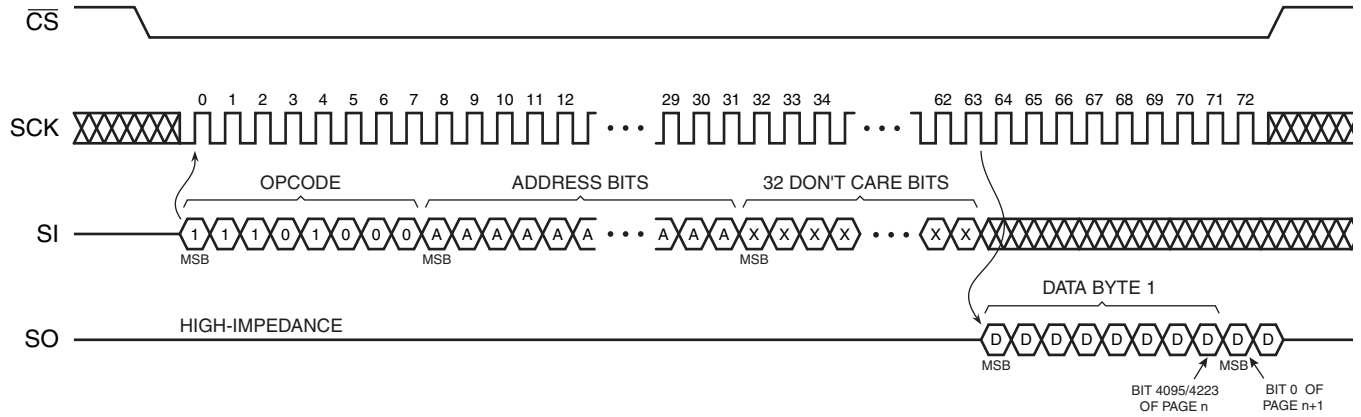 CS
0 1 2 3 4 5 6 7 8 9 10 11 12 29 30 31 32 33 34 62 63 64 65 66 67 68 69 70 71 72
SCK
OPCODE ADDRESS BITS 32 DON'T CARE BITS
SI 1 1 1 0 1 0 0 0 A A A A A A A A A X X X X X X
MSB MSB MSB
DATA BYTE 1
HIGH-IMPEDANCE
SO D D D D D D D D D D
MSB MSB
BIT 4095/4223 BIT 0 OF
OF PAGE n PAGE n+1